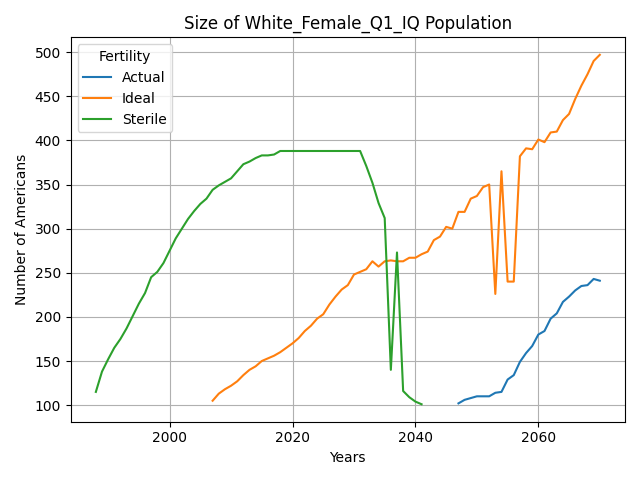 Size of White_Female_Q1_IQ Population
Fertility
Actual
Ideal
Sterile
Number of Americans
500
450
400
350
300
250
200
150
100
2000
2020
2040
2060
Years